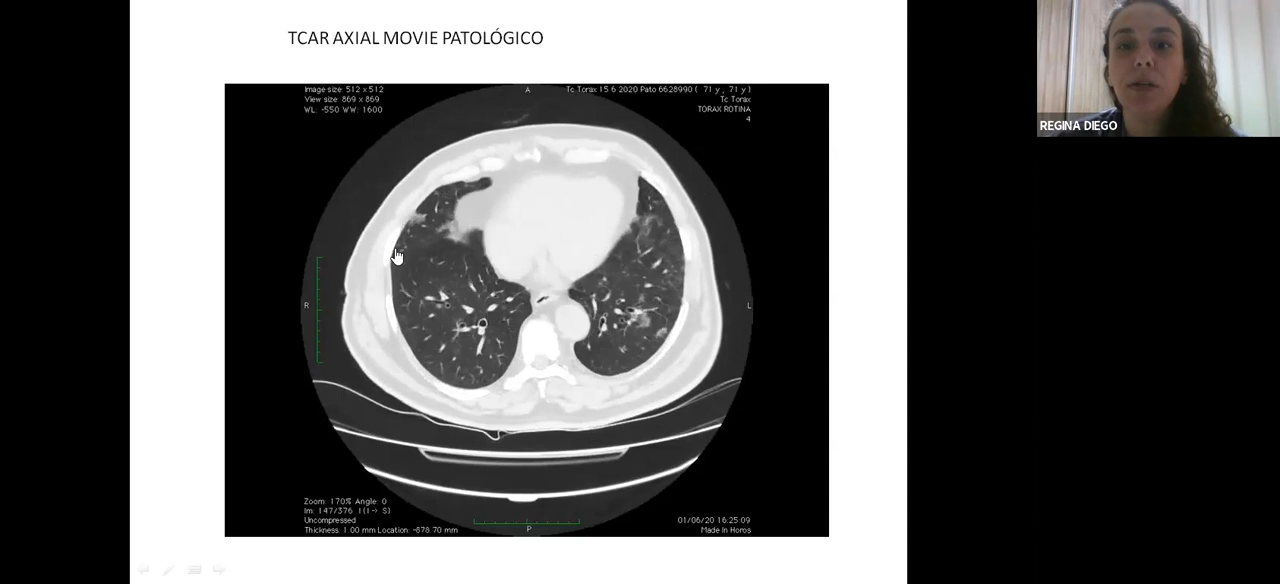 TCAR AXIAL MOVIE PATOLÓGICO
Image size: 512 x 512
View size: 869 x 869
WL: -550 WW: 1600
A
Tc Torax 15 6 2020 Pato 6628990 ( 71 y , 71 y )
Tc Torax
TORAX ROTINA
4
REGINA DIEGO
R
L
Zoom: 170% Angle: 0
Im: 147/376 I(I -> S)
Uncompressed
Thickness: 1.00 mm Location: -678.70 mm
P
01/06/20 16:25:09
Made In Horos